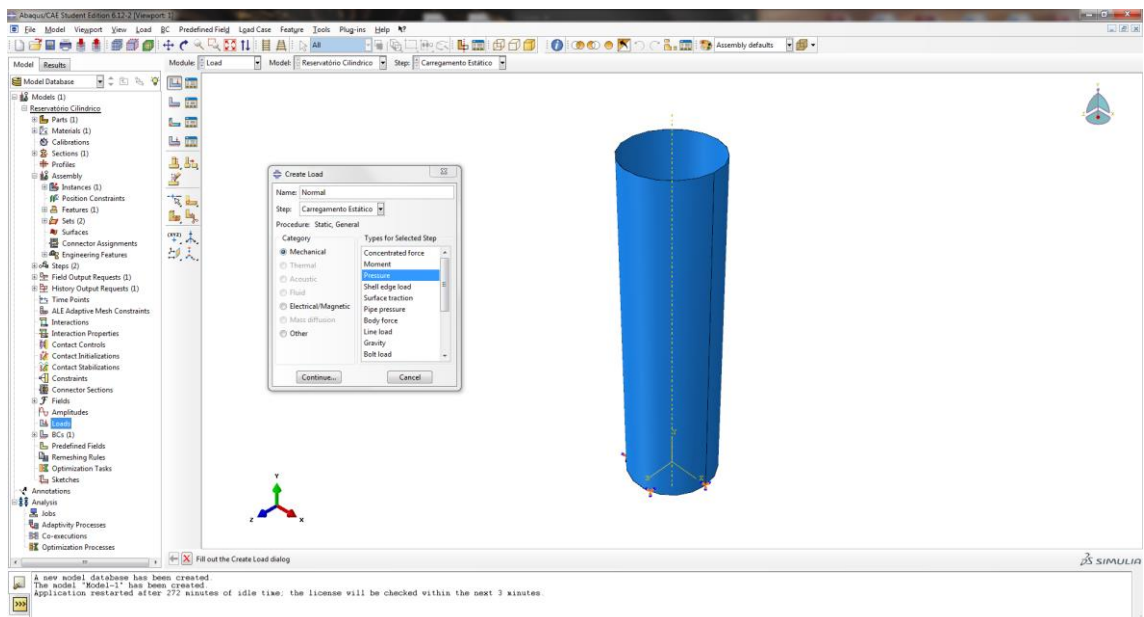 Abaqus/CAE Student Edition 6.12-2 [Viewport: 1]
File Model Viewport View Load BC Predefined Field Load Case Feature Tools Plug-ins Help
All
Assembly defaults
Model Results
Module: Load Model: Reservatório Cilíndrico Step: Carregamento Estático
Model Database
Models (1)
Reservatório Cilíndrico
Parts (1)
Materials (1)
Calibrations
Sections (1)
Profiles
Assembly
Instances (1)
Position Constraints
Features (1)
Sets (2)
Surfaces
Connector Assignments
Engineering Features
Steps (2)
Field Output Requests (1)
History Output Requests (1)
Time Points
ALE Adaptive Mesh Constraints
Interactions
Interaction Properties
Contact Controls
Contact Initializations
Contact Stabilizations
Constraints
Connector Sections
Fields
Amplitudes
Loads
BCs (1)
Predefined Fields
Remeshing Rules
Optimization Tasks
Sketches
Annotations
Analysis
Jobs
Adaptivity Processes
Co-executions
Optimization Processes
Create Load
Name: Normal
Step: Carregamento Estático
Procedure: Static, General
Category
Mechanical
Thermal
Acoustic
Fluid
Electrical/Magnetic
Mass diffusion
Other
Types for Selected Step
Concentrated force
Moment
Pressure
Shell edge load
Surface traction
Pipe pressure
Body force
Line load
Gravity
Bolt load
Continue... Cancel
Y
Z X
Fill out the Create Load dialog
SIMULIA
A new model database has been created.
The model "Model-1" has been created.
Application restarted after 272 minutes of idle time; the license will be checked within the next 3 minutes.